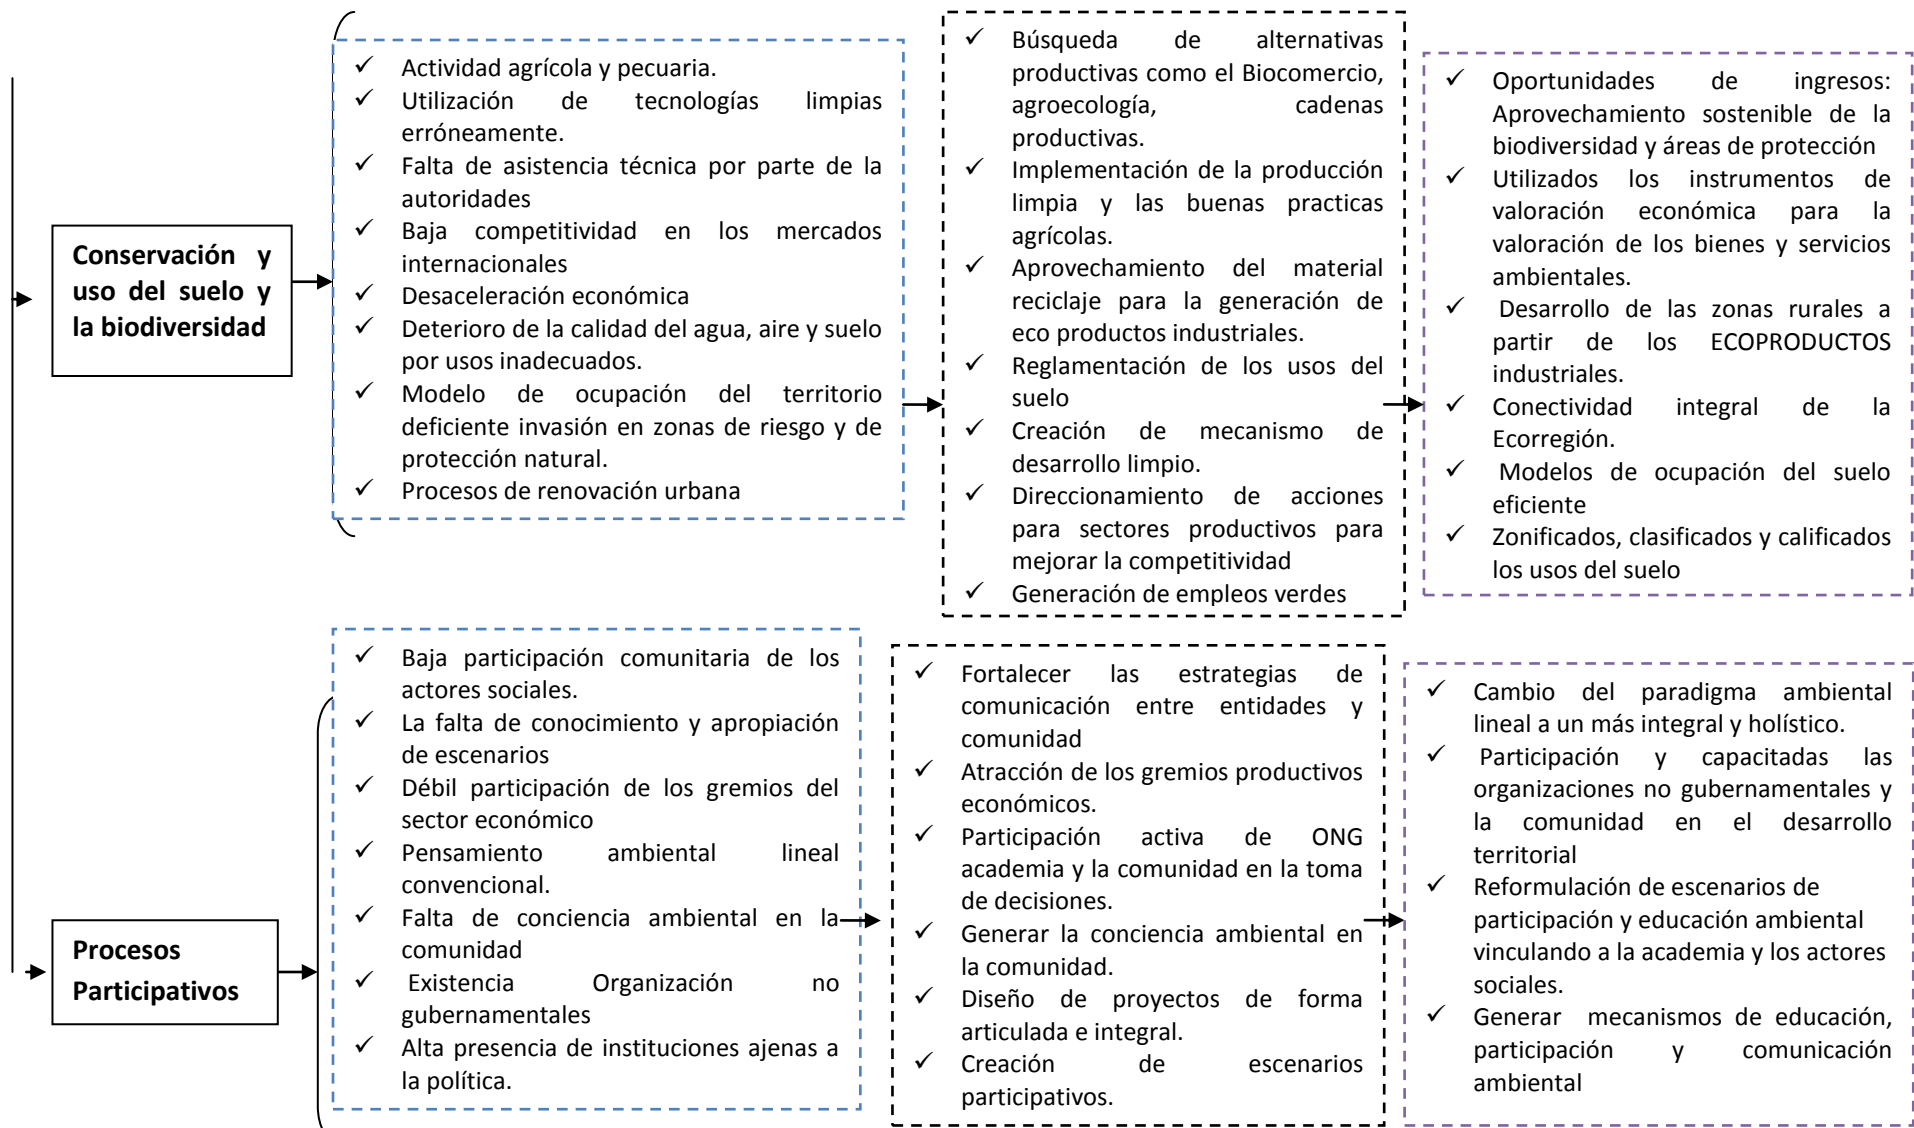 Conservación y
uso del suelo y
la biodiversidad
✓ Actividad agrícola y pecuaria.
✓ Utilización de tecnologías limpias
erróneamente.
✓ Falta de asistencia técnica por parte de la
autoridades
✓ Baja competitividad en los mercados
internacionales
✓ Desaceleración económica
✓ Deterioro de la calidad del agua, aire y suelo
por usos inadecuados.
✓ Modelo de ocupación del territorio
deficiente invasión en zonas de riesgo y de
protección natural.
✓ Procesos de renovación urbana
✓ Búsqueda de alternativas
productivas como el Biocomercio,
agroecología, cadenas
productivas.
✓ Implementación de la producción
limpia y las buenas practicas
agrícolas.
✓ Aprovechamiento del material
reciclaje para la generación de
eco productos industriales.
✓ Reglamentación de los usos del
suelo
✓ Creación de mecanismo de
desarrollo limpio.
✓ Direccionamiento de acciones
para sectores productivos para
mejorar la competitividad
✓ Generación de empleos verdes
✓ Oportunidades de ingresos:
Aprovechamiento sostenible de la
biodiversidad y áreas de protección
✓ Utilizados los instrumentos de
valoración económica para la
valoración de los bienes y servicios
ambientales.
✓ Desarrollo de las zonas rurales a
partir de los ECOPRODUCTOS
industriales.
✓ Conectividad integral de la
Ecorregión.
✓ Modelos de ocupación del suelo
eficiente
✓ Zonificados, clasificados y calificados
los usos del suelo
Procesos
Participativos
✓ Baja participación comunitaria de los
actores sociales.
✓ La falta de conocimiento y apropiación
de escenarios
✓ Débil participación de los gremios del
sector económico
✓ Pensamiento ambiental lineal
convencional.
✓ Falta de conciencia ambiental en la
comunidad
✓ Existencia Organización no
gubernamentales
✓ Alta presencia de instituciones ajenas a
la política.
✓ Fortalecer las estrategias de
comunicación entre entidades y
comunidad
✓ Atracción de los gremios productivos
económicos.
✓ Participación activa de ONG
academia y la comunidad en la toma
de decisiones.
✓ Generar la conciencia ambiental en
la comunidad.
✓ Diseño de proyectos de forma
articulada e integral.
✓ Creación de escenarios
participativos.
✓ Cambio del paradigma ambiental
lineal a un más integral y holístico.
✓ Participación y capacitadas las
organizaciones no gubernamentales y
la comunidad en el desarrollo
territorial
✓ Reformulación de escenarios de
participación y educación ambiental
vinculando a la academia y los actores
sociales.
✓ Generar mecanismos de educación,
participación y comunicación
ambiental